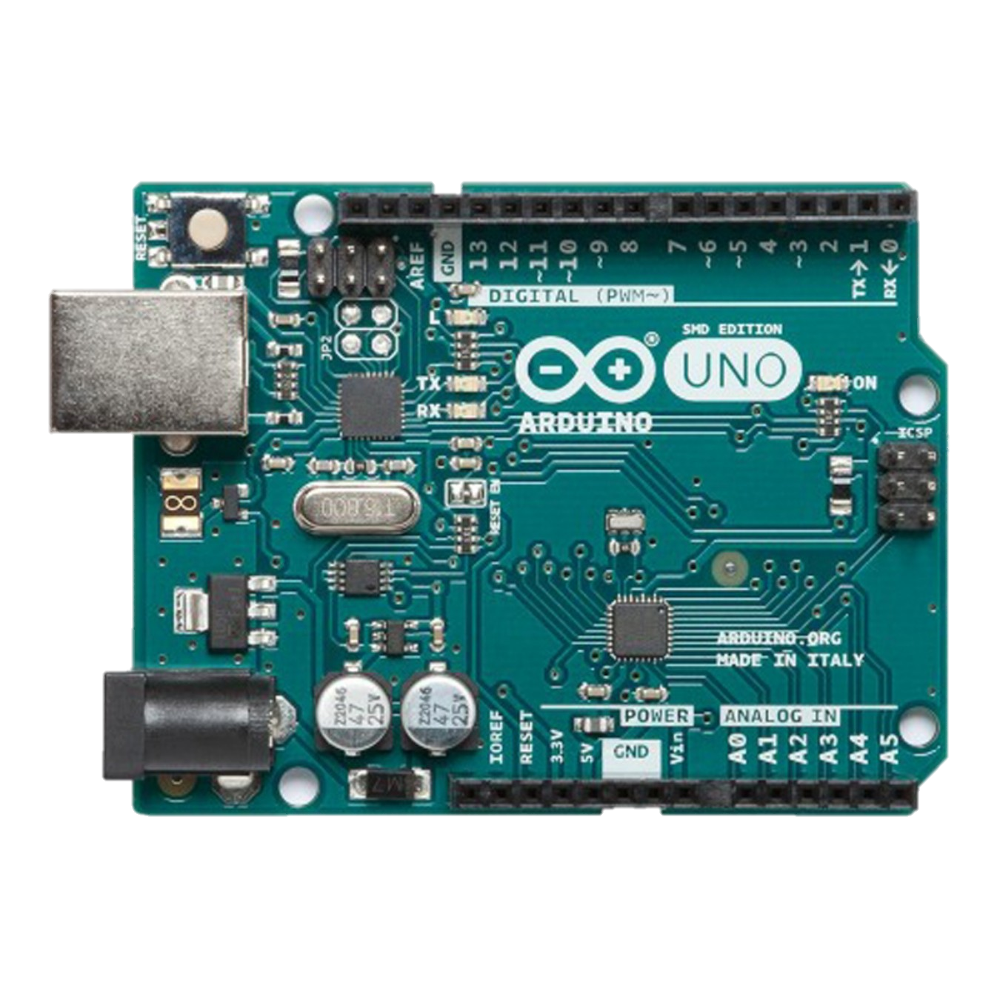 RESET
AREF
GND
13
12
~11
~10
~9
8
7
~6
~5
4
~3
2
TX→1
RX←0
DIGITAL (PWM~)
L
JP2
TX
RX
SMD EDITION
UNO
ARDUINO
®
ON
ICSP
RESET EN
ARDUINO.ORG
MADE IN ITALY
Z2046
47
25V
Z2046
47
25V
M7
POWER
ANALOG IN
IOREF
RESET
3.3V
5V
GND
Vin
A0
A1
A2
A3
A4
A5